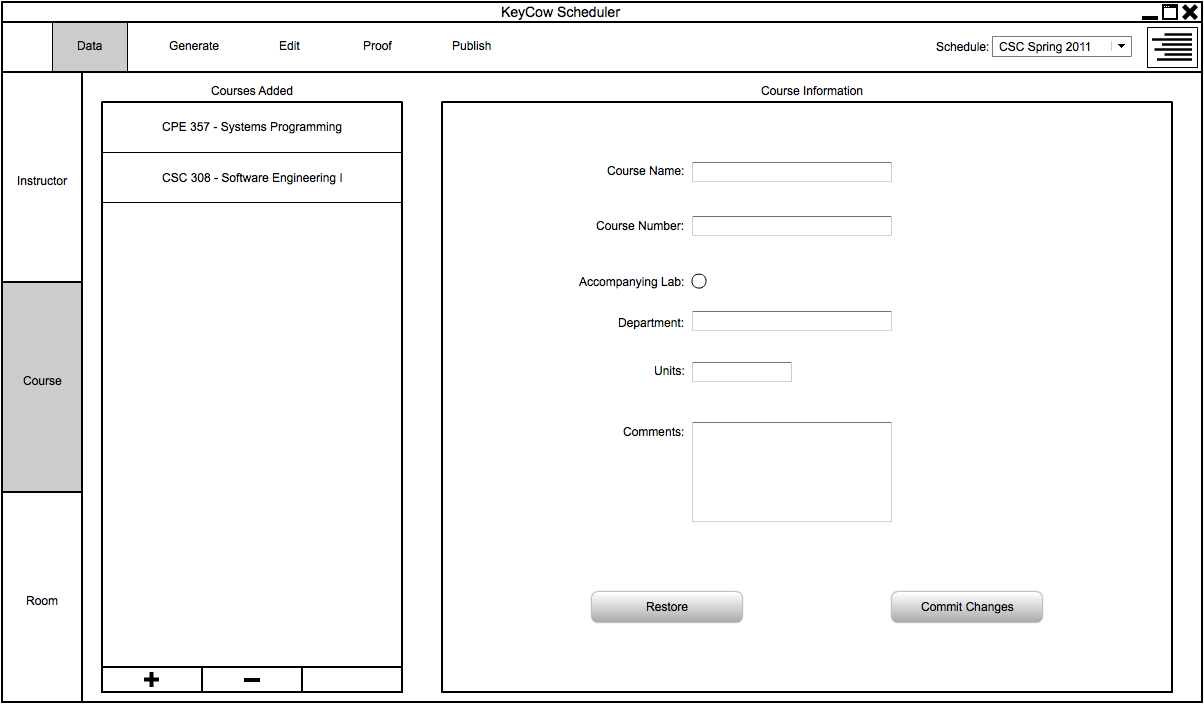 KeyCow Scheduler
Data Generate Edit Proof Publish Schedule: CSC Spring 2011
Courses Added
Course Information
CPE 357 - Systems Programming
CSC 308 - Software Engineering I
Instructor
Course
Room
Course Name:
Course Number:
Accompanying Lab:
Department:
Units:
Comments:
Restore
Commit Changes